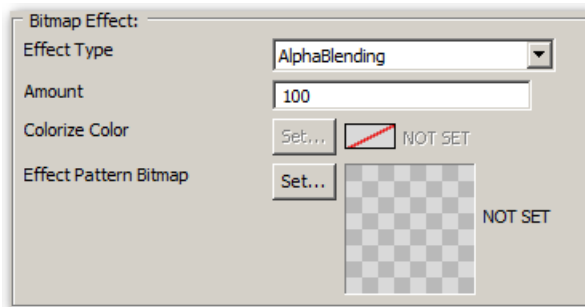 Bitmap Effect:
Effect Type AlphaBlending
Amount 100
Colorize Color Set... NOT SET
Effect Pattern Bitmap Set... NOT SET